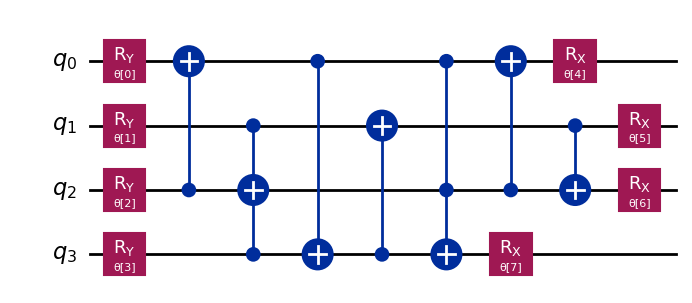 q0 RY θ[0] RX θ[4]
q1 RY θ[1] RX θ[5]
q2 RY θ[2] RX θ[6]
q3 RY θ[3] RX θ[7]